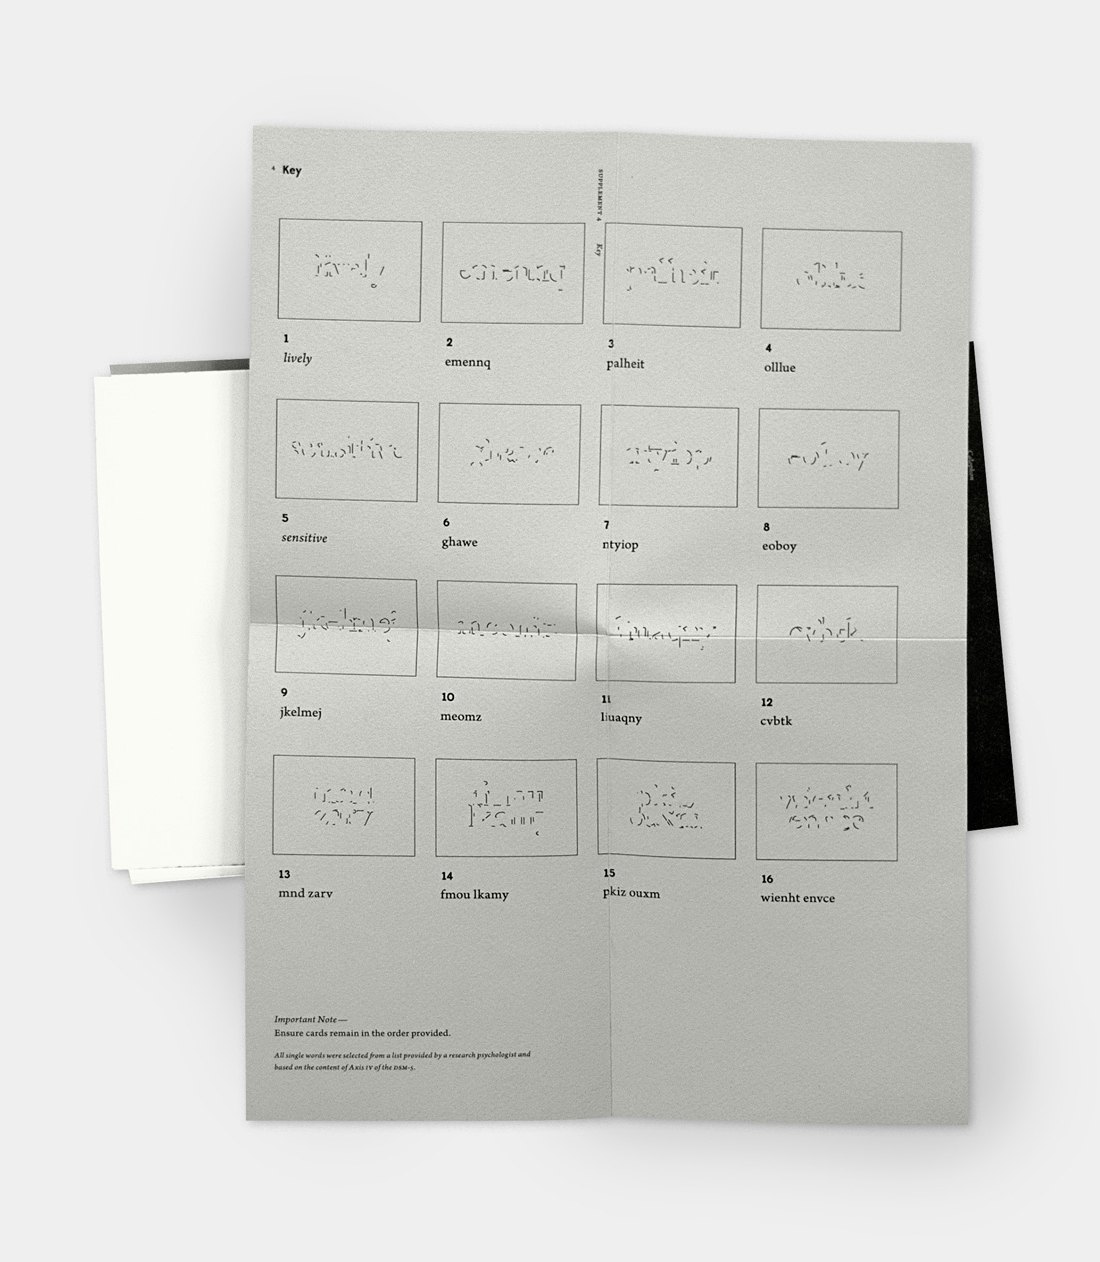 4 Key
SUPPLEMENT 4 Key
1
lively
2
emennq
3
palheit
4
olllue
5
sensitive
6
ghawe
7
ntyiop
8
eoboy
9
jkelmej
10
meomz
11
liuaqny
12
cvbtk
13
mnd zarv
14
fmou lkamy
15
pkiz ouxm
16
wienht envce
Important Note—
Ensure cards remain in the order provided.
All single words were selected from a list provided by a research psychologist and
based on the content of Axis IV of the DSM-5.